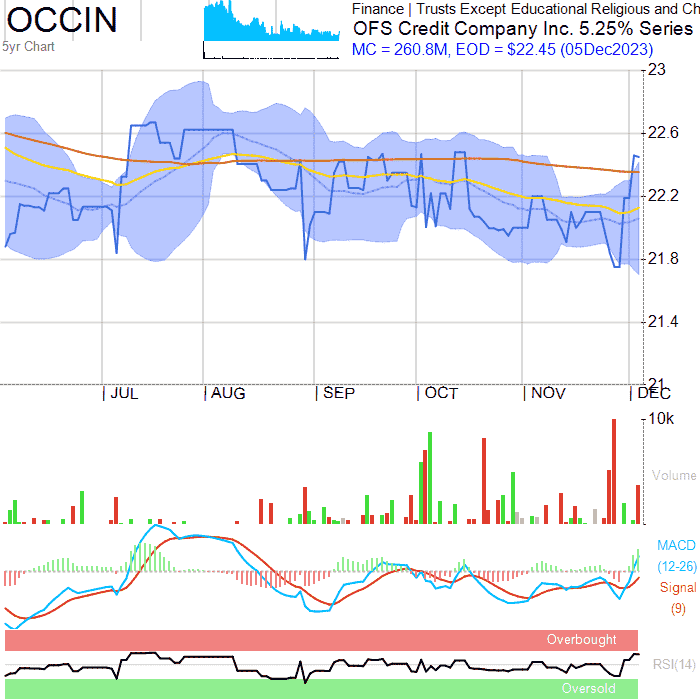 OCCIN
5yr Chart
Finance | Trusts Except Educational Religious and Ch
OFS Credit Company Inc. 5.25% Series
MC = 260.8M, EOD = $22.45 (05Dec2023)
23
22.6
22.2
21.8
21.4
21
JUL
AUG
SEP
OCT
NOV
DEC
10k
Volume
MACD
(12-26)
Signal
(9)
Overbought
RSI(14)
Oversold